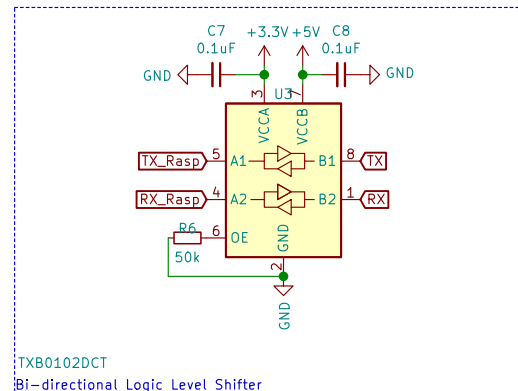 C7
0.1uF
+3.3V
+5V
C8
0.1uF
GND
GND
U3
3
7
VCCA
VCCB
TX_Rasp
5
A1
B1
8
TX
RX_Rasp
4
A2
B2
1
RX
R6
6
OE
50k
GND
2
GND
TXB0102DCT
Bi-directional Logic Level Shifter